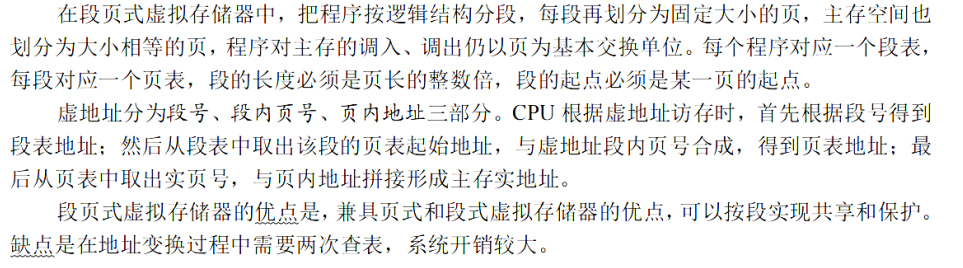 在段页式虚拟存储器中，把程序按逻辑结构分段，每段再划分为固定大小的页，主存空间也
划分为大小相等的页，程序对主存的调入、调出仍以页为基本交换单位。每个程序对应一个段表，
每段对应一个页表，段的长度必须是页长的整数倍，段的起点必须是某一页的起点。
虚地址分为段号、段内页号、页内地址三部分。CPU 根据虚地址访存时，首先根据段号得到
段表地址；然后从段表中取出该段的页表起始地址，与虚地址段内页号合成，得到页表地址；最
后从页表中取出实页号，与页内地址拼接形成主存实地址。
段页式虚拟存储器的优点是，兼具页式和段式虚拟存储器的优点，可以按段实现共享和保护。
缺点是在地址变换过程中需要两次查表，系统开销较大。